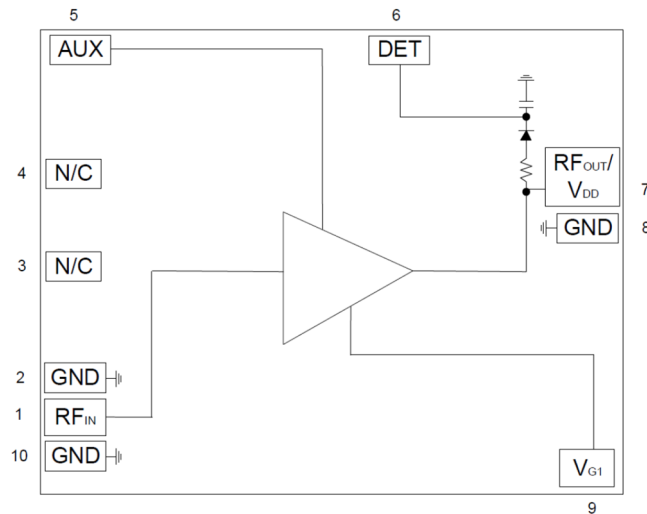 5
6
AUX
DET
4
N/C
RFOUT/
VDD
7
GND
8
3
N/C
2
GND
1
RFIN
10
GND
VG1
9